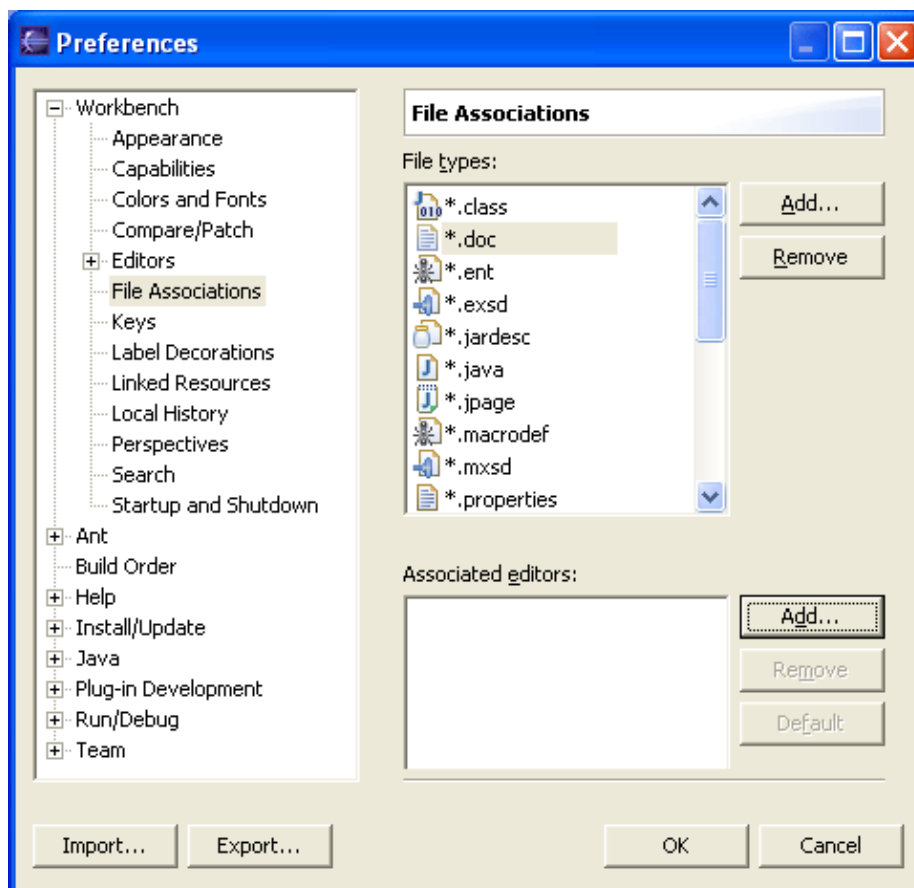 Preferences
Workbench
Appearance
Capabilities
Colors and Fonts
Compare/Patch
Editors
File Associations
Keys
Label Decorations
Linked Resources
Local History
Perspectives
Search
Startup and Shutdown
Ant
Build Order
Help
Install/Update
Java
Plug-in Development
Run/Debug
Team
File Associations
File types:
*.class
*.doc
*.ent
*.exsd
*.jardesc
*.java
*.jpage
*.macrodef
*.mxsd
*.properties
Add...
Remove
Associated editors:
Add...
Remove
Default
Import...
Export...
OK
Cancel